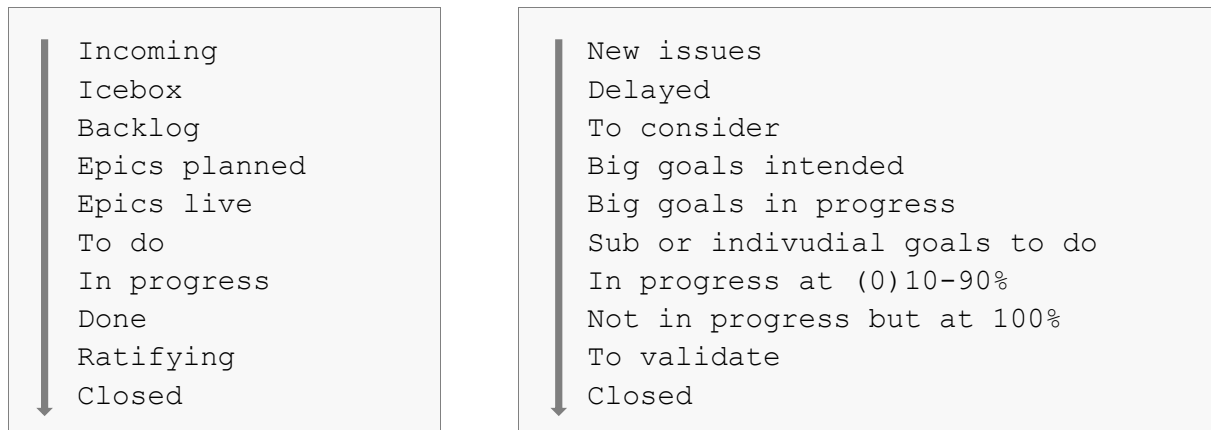 Incoming
Icebox
Backlog
Epics planned
Epics live
To do
In progress
Done
Ratifying
Closed
New issues
Delayed
To consider
Big goals intended
Big goals in progress
Sub or indivudial goals to do
In progress at (0)10-90%
Not in progress but at 100%
To validate
Closed